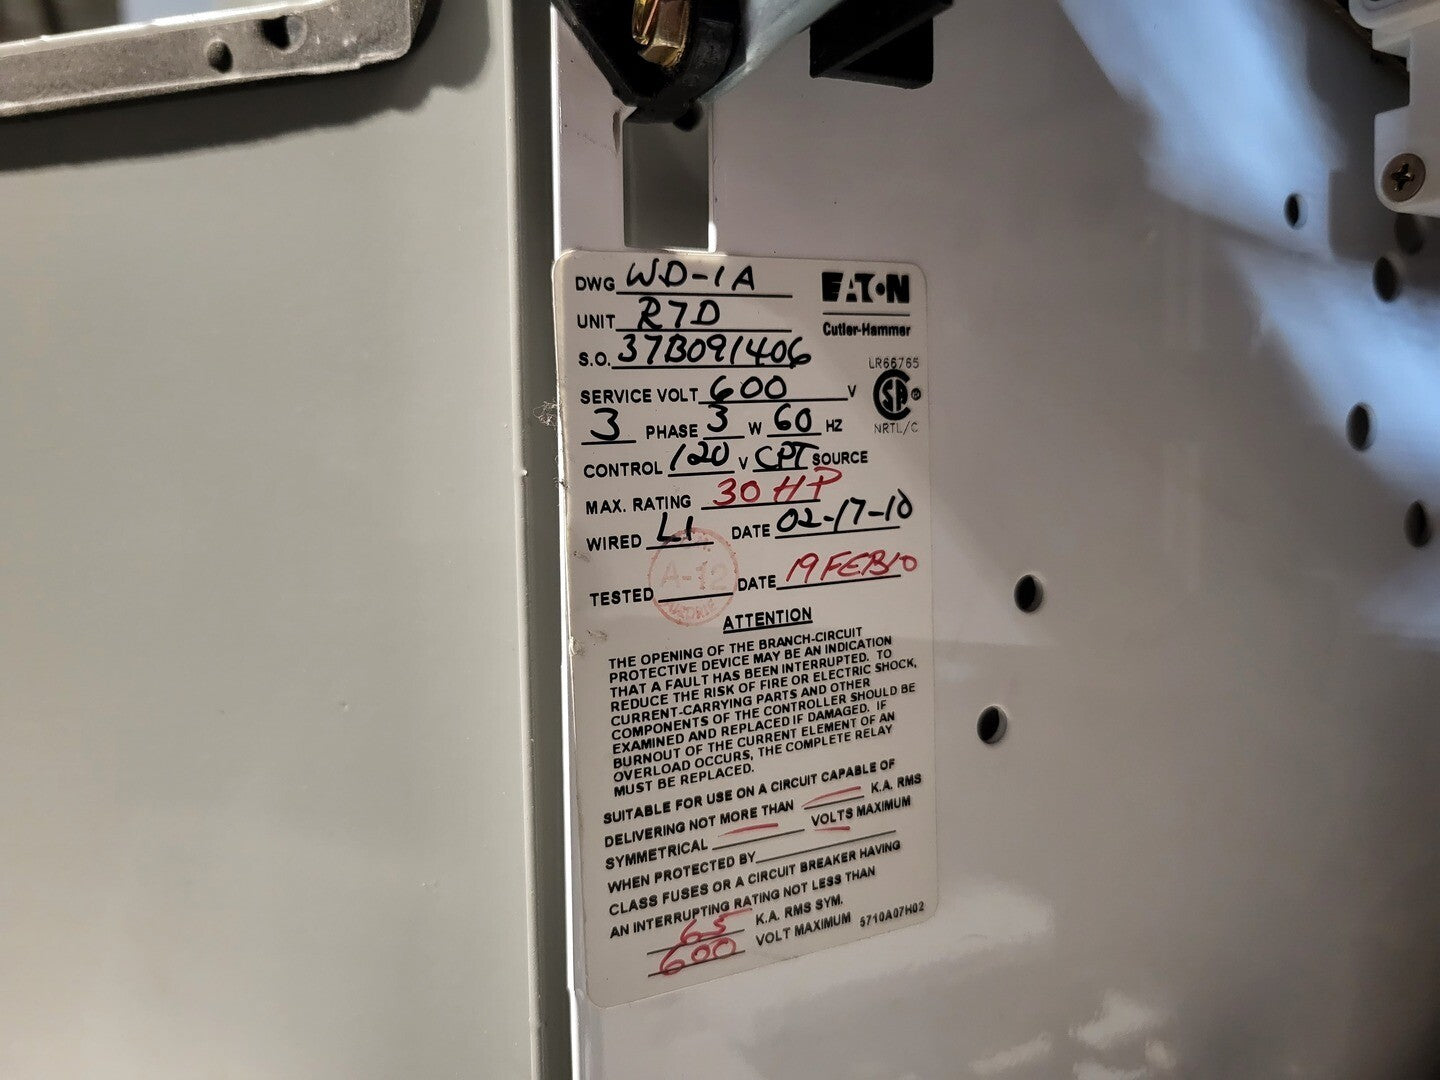 DWG WD-1A
EATON
UNIT R7D
Cutler-Hammer
S.O. 37B091406
LR66765
SERVICE VOLT 600 V
SA ®
3 PHASE 3 W 60 HZ
NRTL/C
CONTROL 120 V CPT SOURCE
MAX. RATING 30 HP
WIRED L1 DATE 02-17-10
A-12
TESTED DATE 19 FEB 10
ATTENTION
THE OPENING OF THE BRANCH-CIRCUIT
PROTECTIVE DEVICE MAY BE AN INDICATION
THAT A FAULT HAS BEEN INTERRUPTED. TO
REDUCE THE RISK OF FIRE OR ELECTRIC SHOCK,
CURRENT-CARRYING PARTS AND OTHER
COMPONENTS OF THE CONTROLLER SHOULD BE
EXAMINED AND REPLACED IF DAMAGED. IF
BURNOUT OF THE CURRENT ELEMENT OF AN
OVERLOAD OCCURS, THE COMPLETE RELAY
MUST BE REPLACED.
SUITABLE FOR USE ON A CIRCUIT CAPABLE OF
DELIVERING NOT MORE THAN K.A. RMS
SYMMETRICAL VOLTS MAXIMUM
WHEN PROTECTED BY
CLASS FUSES OR A CIRCUIT BREAKER HAVING
AN INTERRUPTING RATING NOT LESS THAN
65 K.A. RMS SYM.
600 VOLT MAXIMUM 5710A07H02